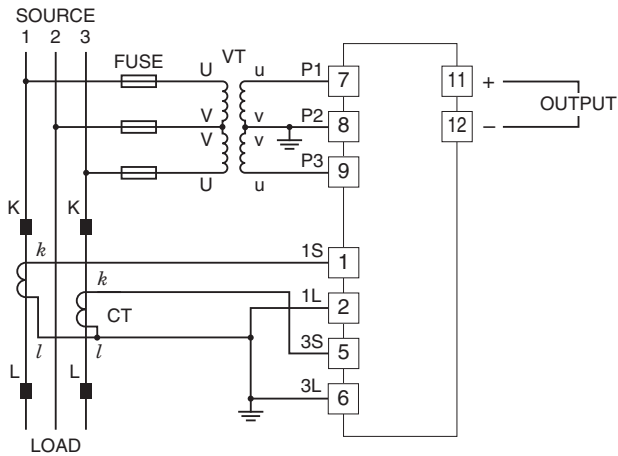 SOURCE
1 2 3
FUSE
VT
U u P1 7
11 + OUTPUT
V v P2 8
V v
12 −
U u P3 9
K K
k 1S 1
k
1L 2
CT
l l
3S 5
L L
3L 6
LOAD